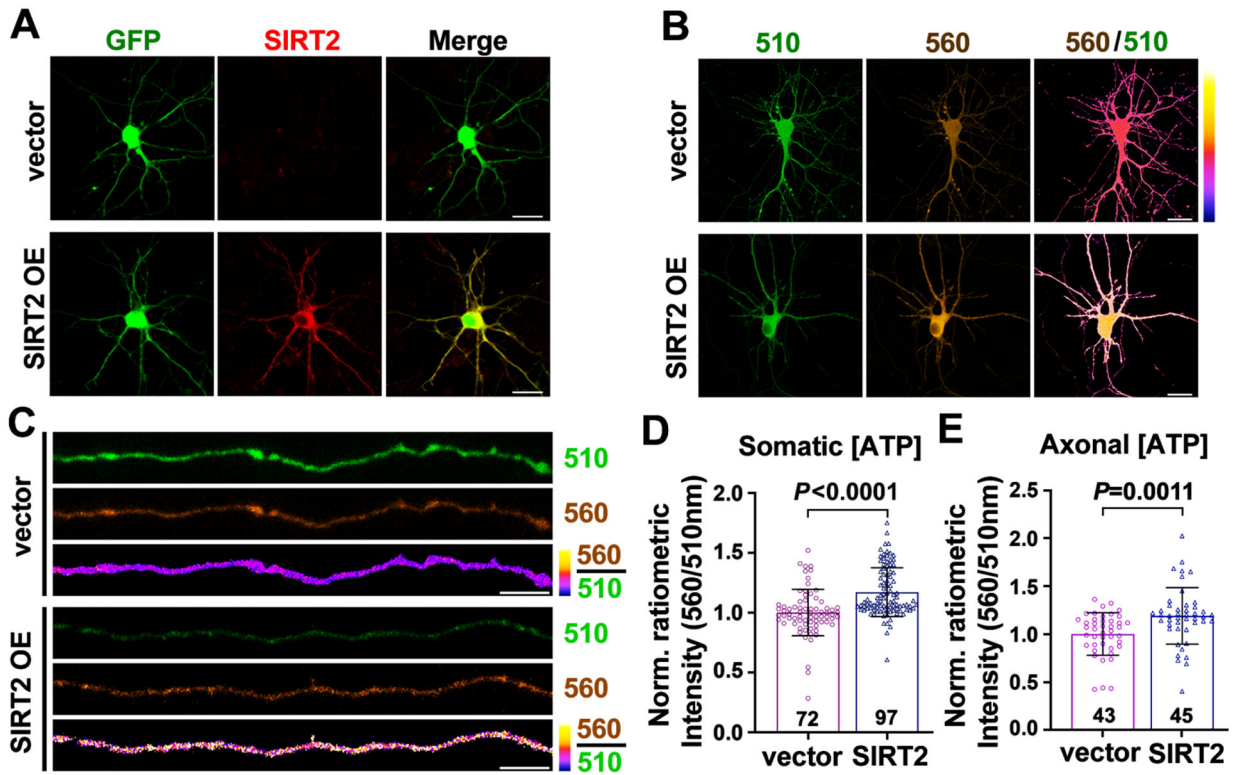 A
GFP SIRT2 Merge
vector
SIRT2 OE
B
510 560 560/510
vector
SIRT2 OE
C
vector
510
560
560
510
SIRT2 OE
510
560
560
510
D
Somatic [ATP]
P<0.0001
Norm. ratiometric
Intensity (560/510nm)
2.0
1.5
1.0
0.5
0.0
72 97
vector SIRT2
E
Axonal [ATP]
P=0.0011
Norm. ratiometric
Intensity (560/510nm)
2.5
2.0
1.5
1.0
0.5
0.0
43 45
vector SIRT2